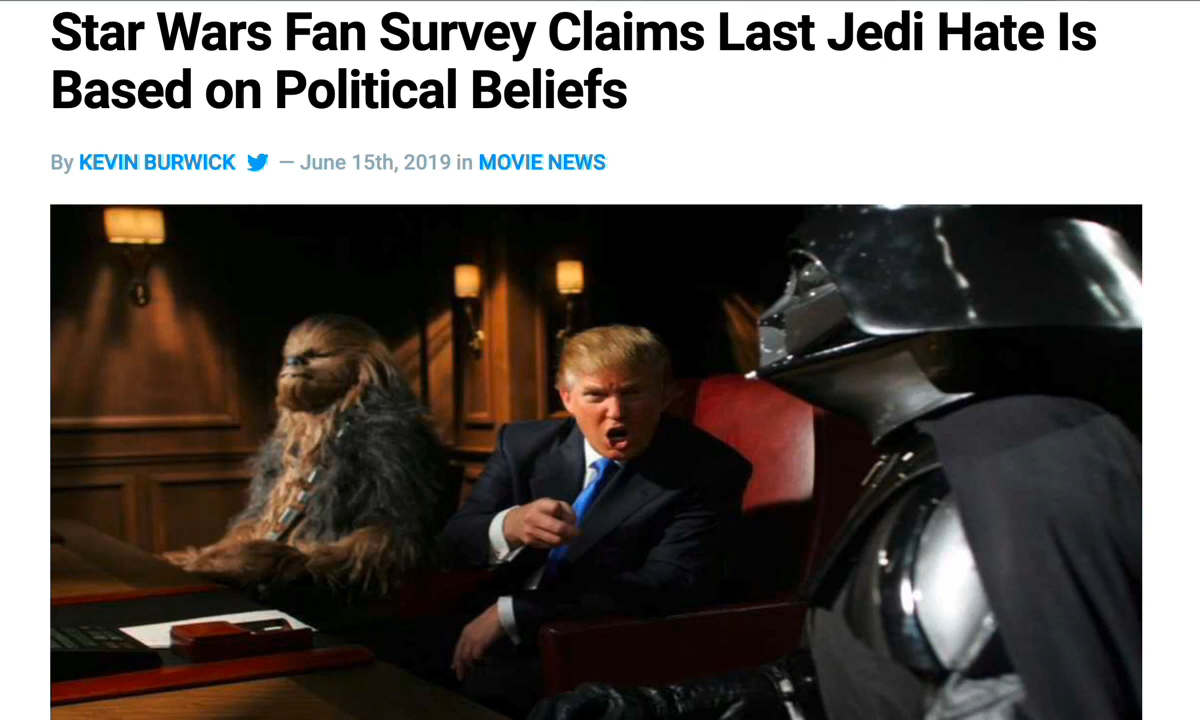 Star Wars Fan Survey Claims Last Jedi Hate Is
Based on Political Beliefs
By KEVIN BURWICK — June 15th, 2019 in MOVIE NEWS